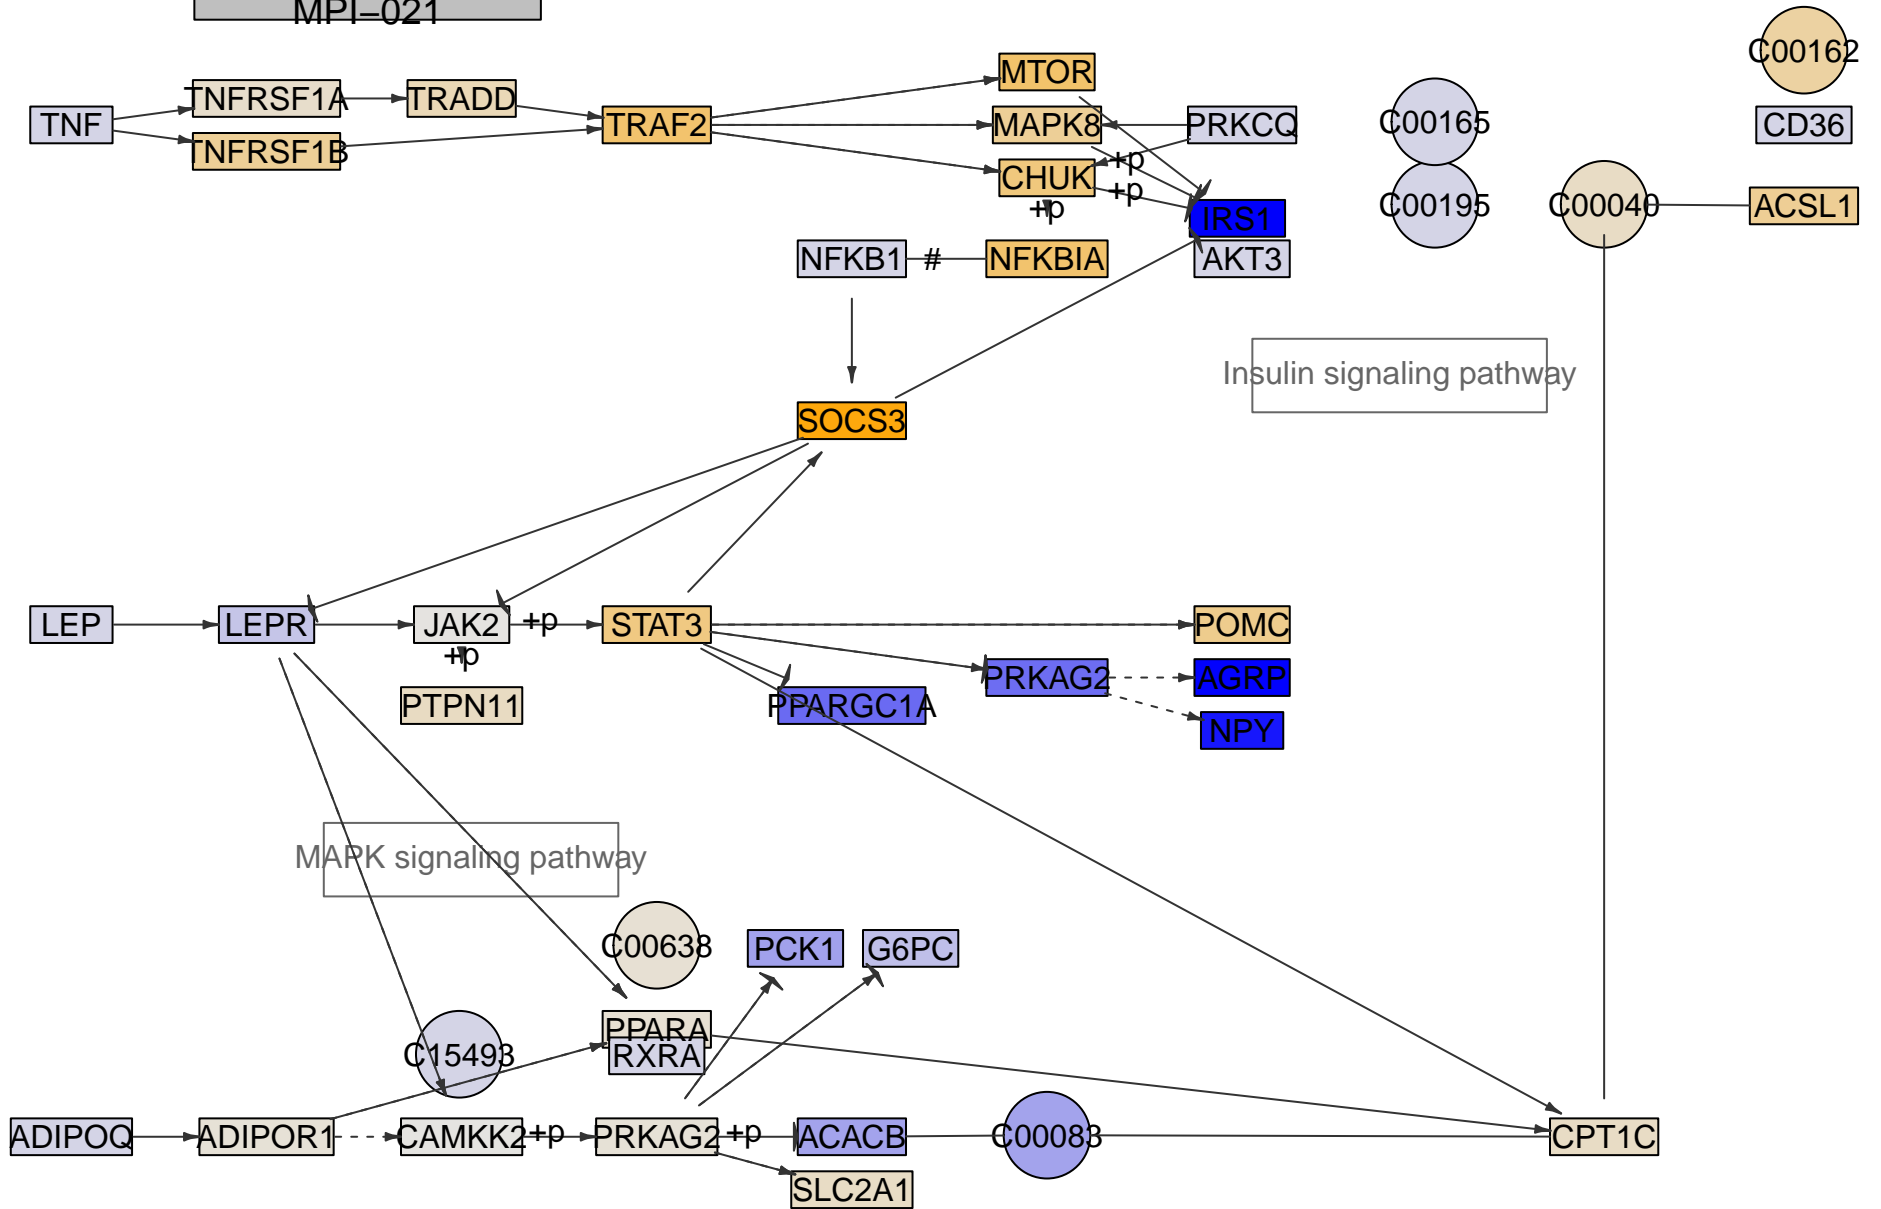 MPI−021
C00162
MTOR
TNFRSF1A
TRADD
TNF
TRAF2
MAPK8
PRKCQ
C00165
CD36
TNFRSF1B
+p
CHUK
+p
+p
IRS1
C00195
C00040
ACSL1
NFKB1
#
NFKBIA
AKT3
Insulin signaling pathway
SOCS3
LEP
LEPR
JAK2
+p
STAT3
POMC
+p
PRKAG2
AGRP
PTPN11
PPARGC1A
NPY
MAPK signaling pathway
C00638
PCK1
G6PC
PPARA
C15493
RXRA
ADIPOQ
ADIPOR1
CAMKK2
+p
PRKAG2
+p
ACACB
C00083
CPT1C
SLC2A1